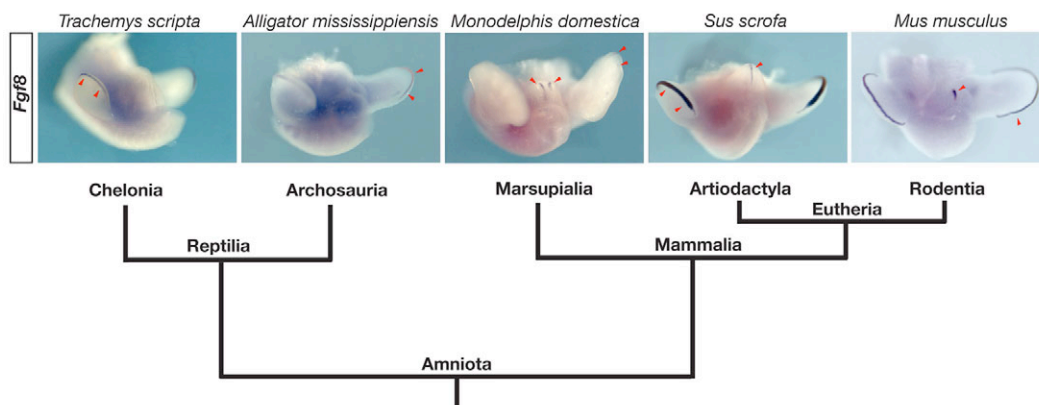 Trachemys scripta Alligator mississippiensis Monodelphis domestica Sus scrofa Mus musculus
Fgf8
Chelonia Archosauria Marsupialia Artiodactyla Rodentia
Eutheria
Reptilia Mammalia
Amniota